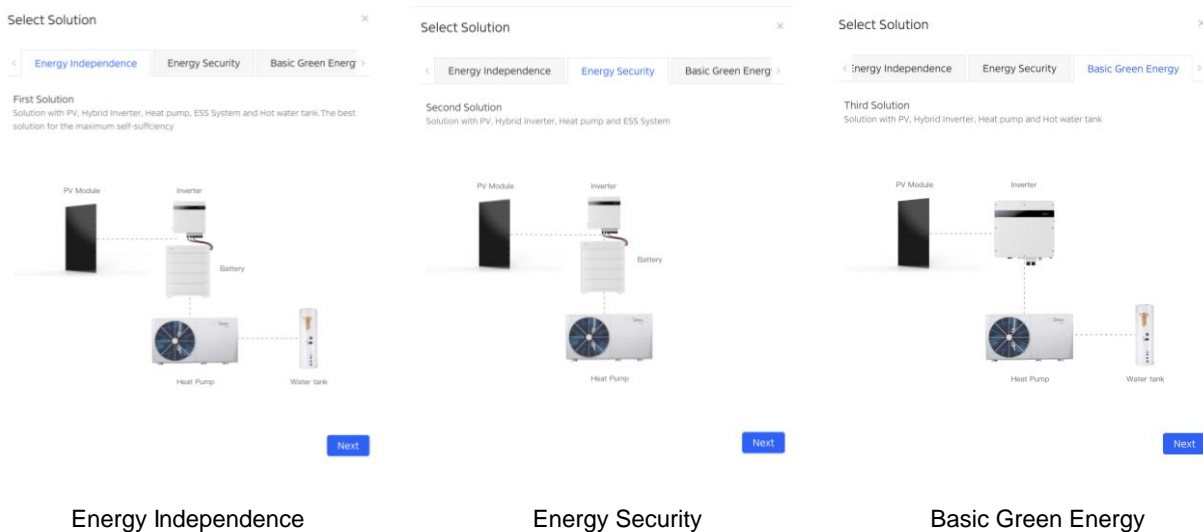 Select Solution
Energy Independence Energy Security Basic Green Energ
First Solution
Solution with PV, Hybrid Inverter, Heat pump, ESS System and Hot water tank.The best
solution for the maximum self-suffciency
PV Module Inverter
Battery
Heat Pump Water tank
Next
Energy Independence
Select Solution
Energy Independence Energy Security Basic Green Energ
Second Solution
Solution with PV, Hybrid Inverter, Heat pump and ESS System
PV Module Inverter
Battery
Heat Pump
Next
Energy Security
Select Solution
Energy Independence Energy Security Basic Green Energy
Third Solution
Solution with PV, Hybrid Inverter, Heat pump and Hot water tank
PV Module Inverter
Heat Pump Water tank
Next
Basic Green Energy